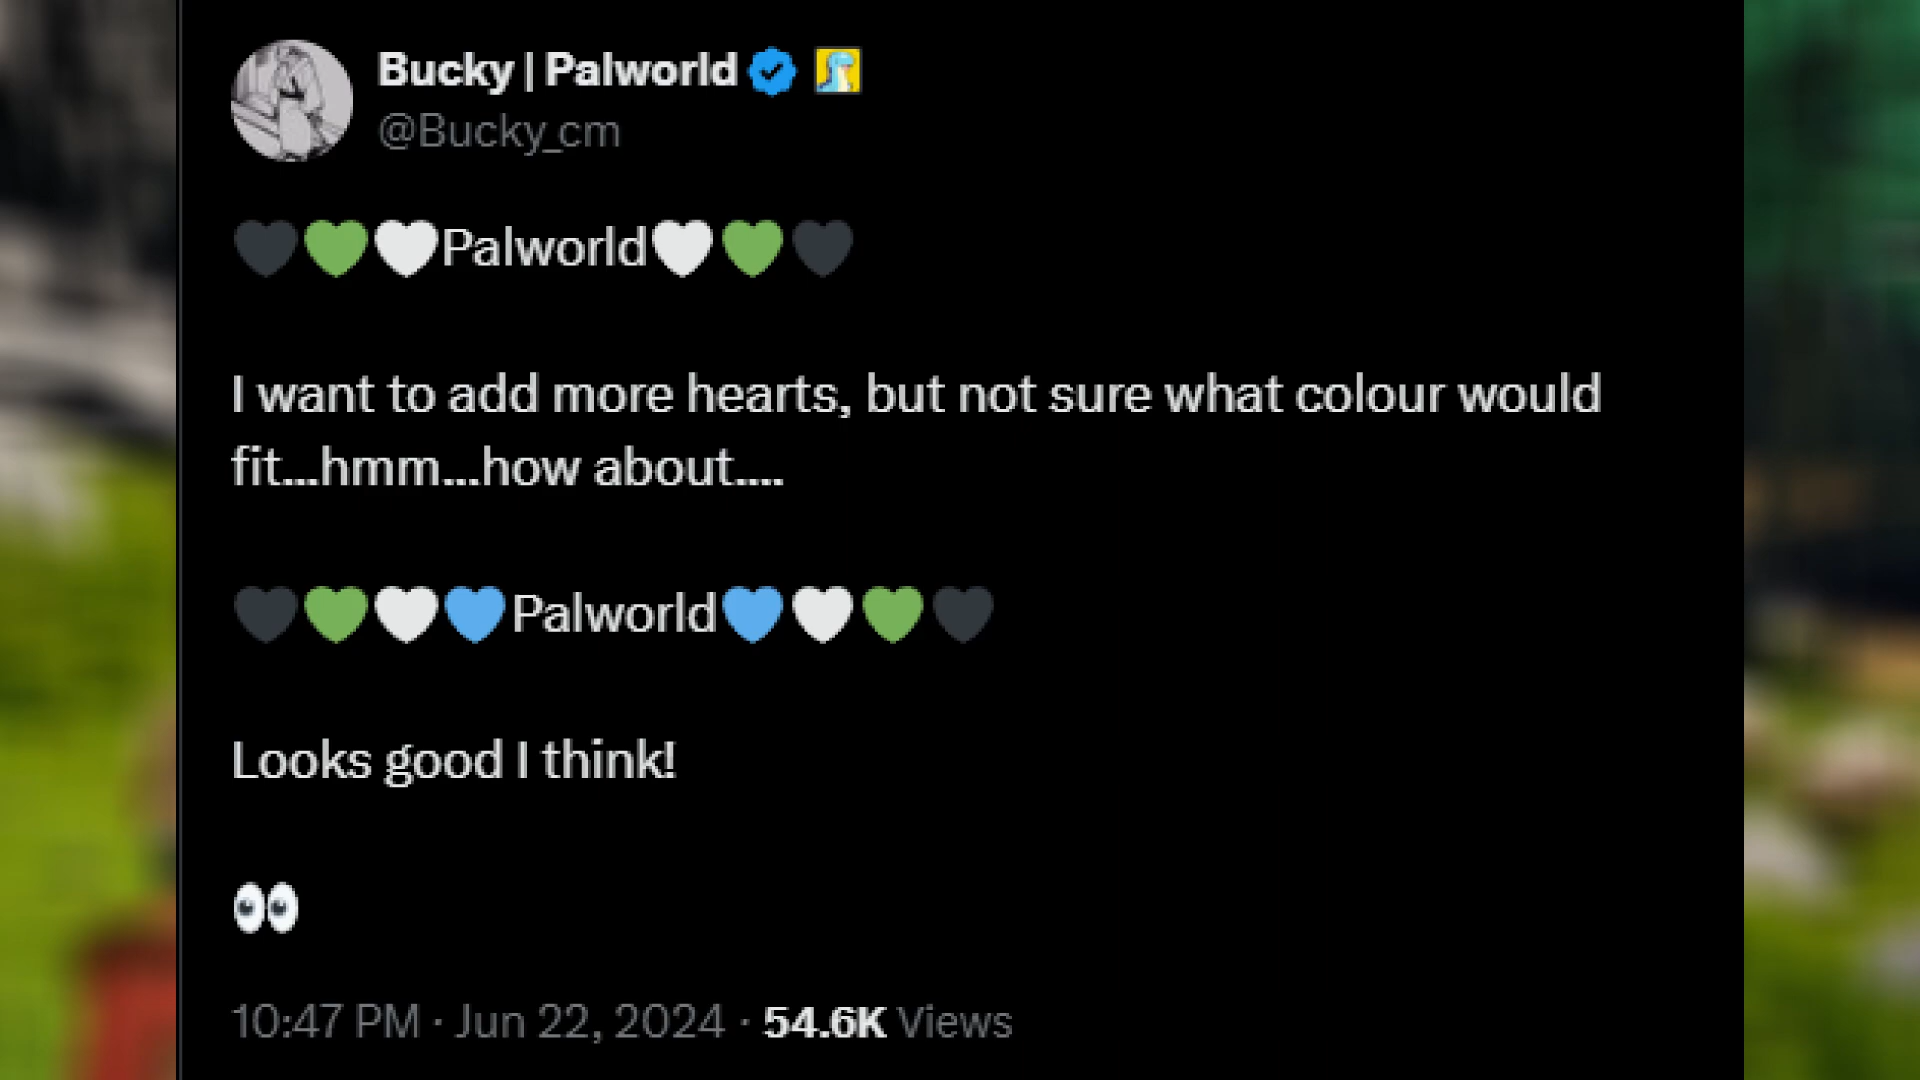 Bucky | Palworld
@Bucky_cm
🖤💚🤍Palworld🤍💚🖤
I want to add more hearts, but not sure what colour would
fit...hmm...how about....
🖤💚🤍💙Palworld💙🤍💚🖤
Looks good I think!
👀
10:47 PM · Jun 22, 2024 · 54.6K Views